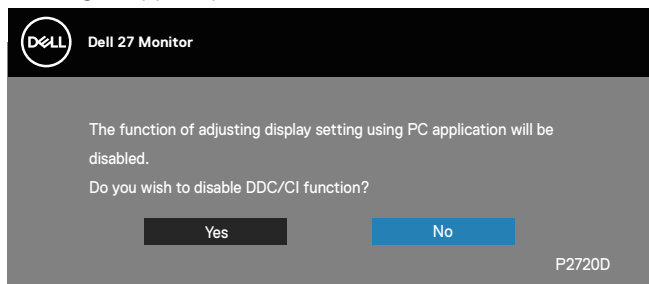 DELL
Dell 27 Monitor
The function of adjusting display setting using PC application will be
disabled.
Do you wish to disable DDC/CI function?
Yes
No
P2720D